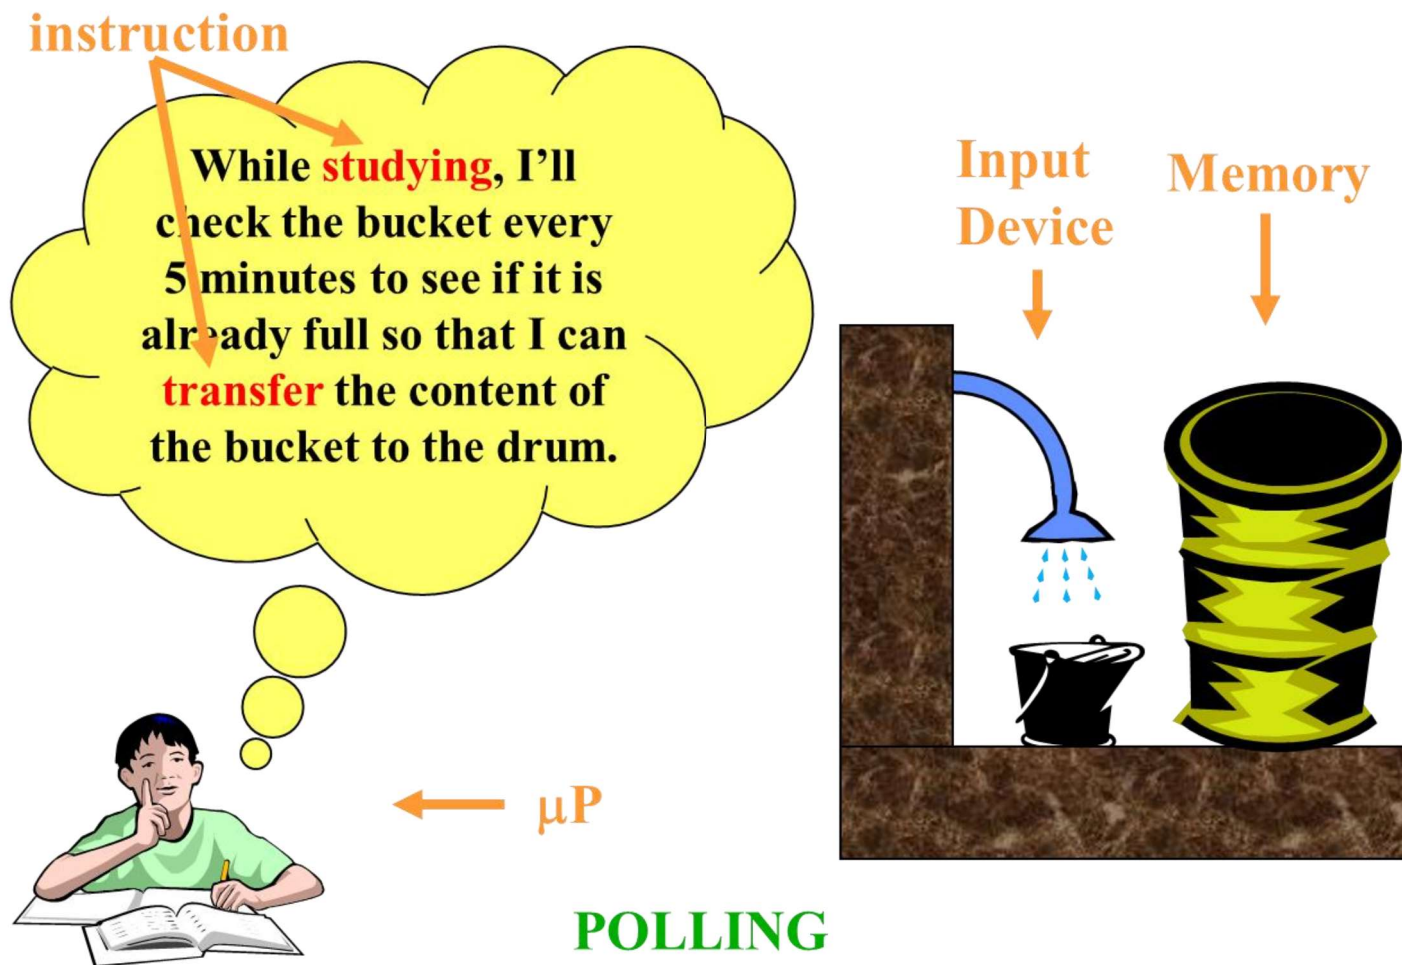 instruction
While studying, I’ll
check the bucket every
5 minutes to see if it is
already full so that I can
transfer the content of
the bucket to the drum.
Input
Device
Memory
µP
POLLING